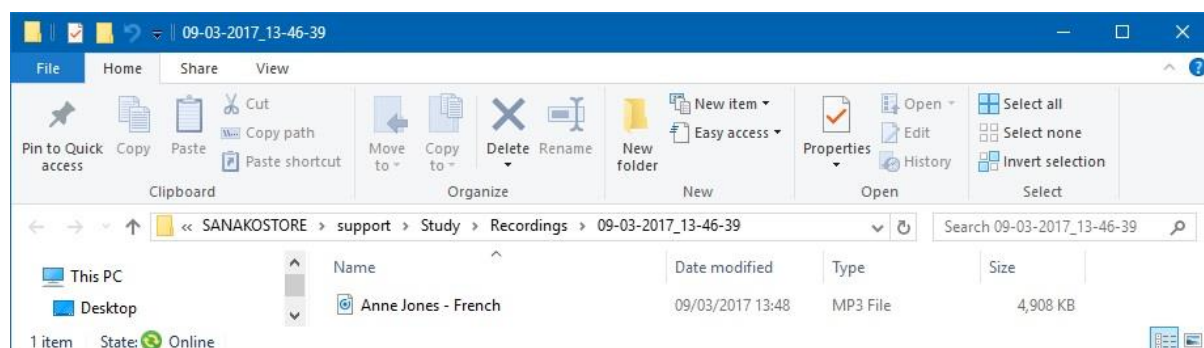 09-03-2017_13-46-39
File Home Share View
Pin to Quick access
Copy
Paste
Cut
Copy path
Paste shortcut
Clipboard
Move to
Copy to
Delete
Rename
Organize
New folder
New item
Easy access
New
Properties
Open
Edit
History
Open
Select all
Select none
Invert selection
Select
« SANAKOSTORE > support > Study > Recordings > 09-03-2017_13-46-39
Search 09-03-2017_13-46-39
This PC
Desktop
Name Date modified Type Size
Anne Jones - French 09/03/2017 13:48 MP3 File 4,908 KB
1 item State: Online